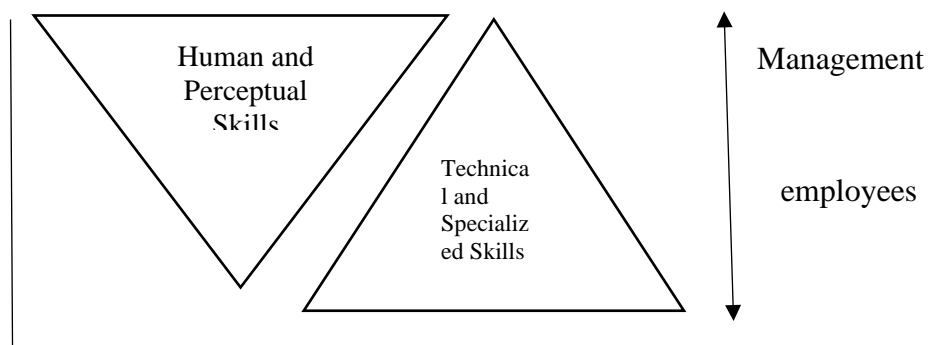 Human and
Perceptual
Skills
Technica
l and
Specializ
ed Skills
Management
employees